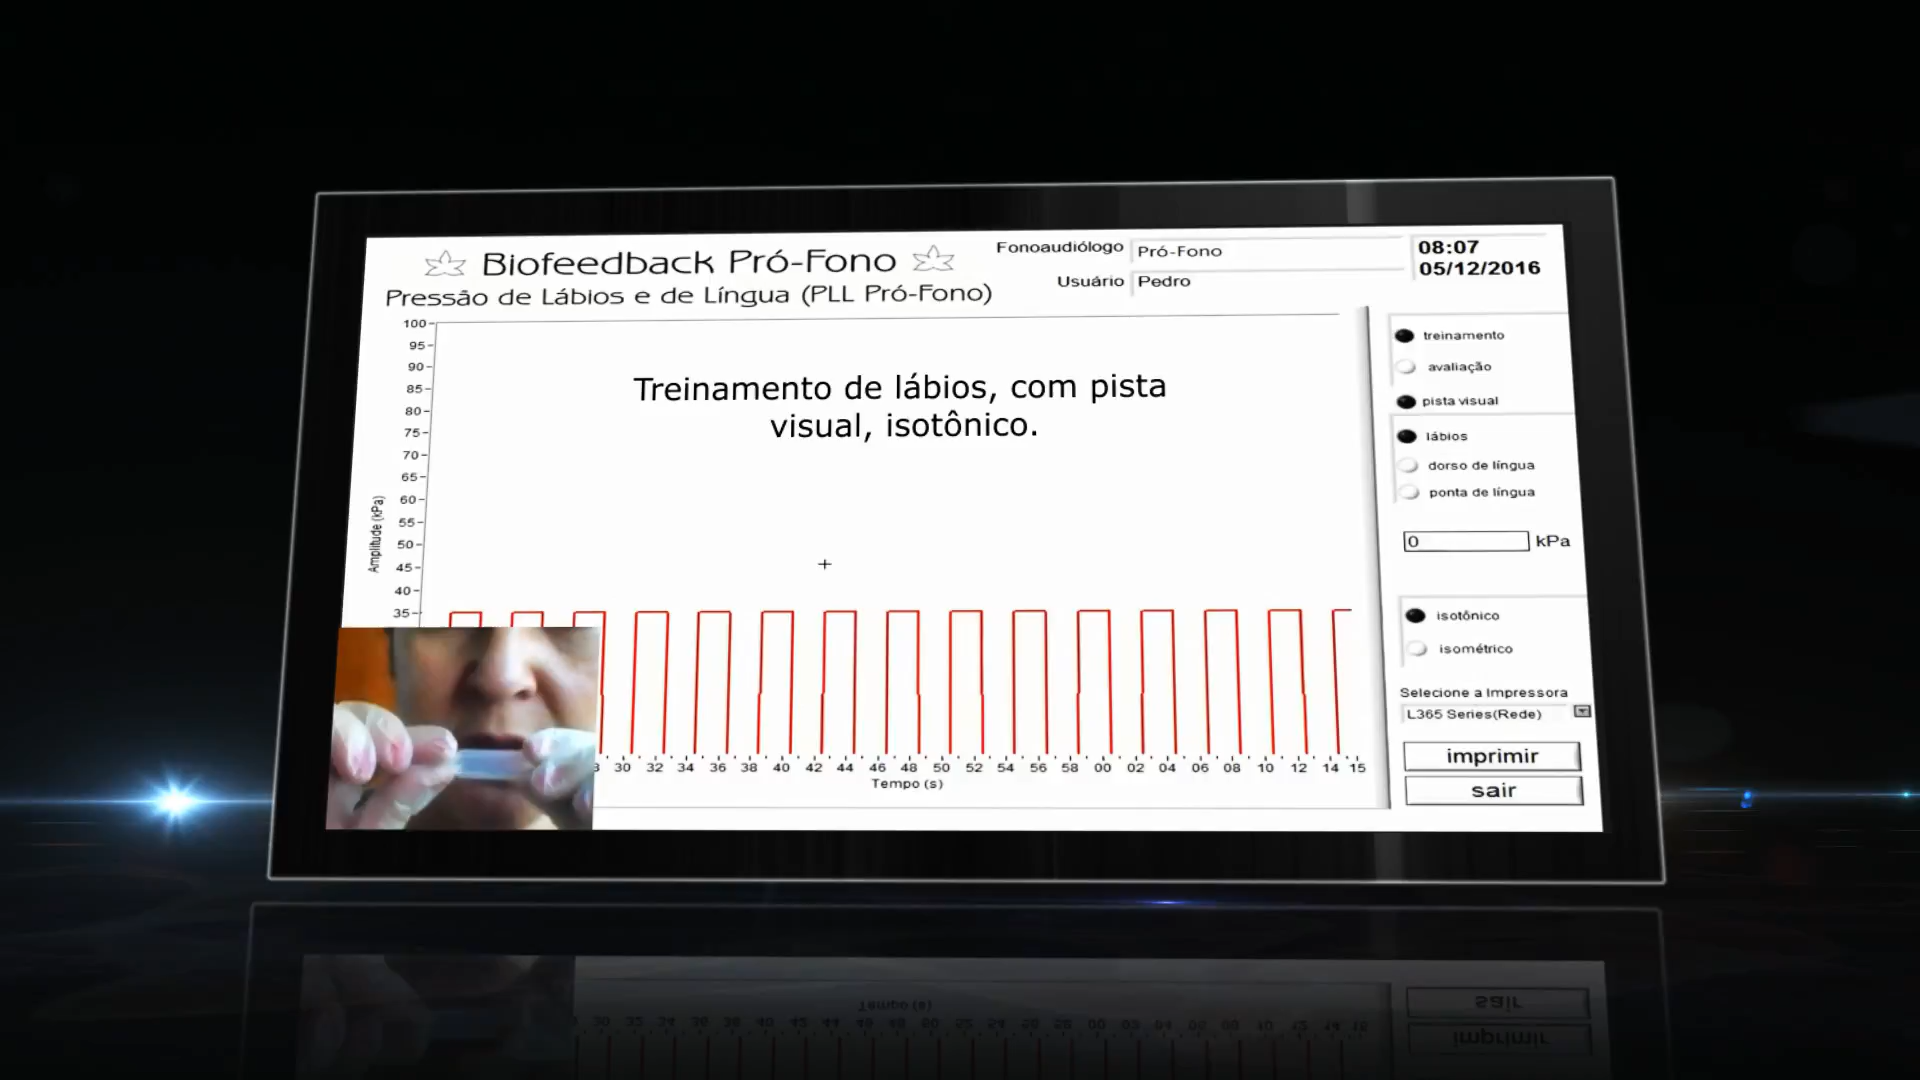 Biofeedback Pró-Fono
Pressão de Lábios e de Língua (PLL Pró-Fono)
Fonoaudiólogo Pró-Fono
Usuário Pedro
08:07
05/12/2016
Treinamento de lábios, com pista
visual, isotônico.
100
95
90
85
80
75
70
65
60
55
50
45
40
35
Amplitude (kPa)
30 32 34 36 38 40 42 44 46 48 50 52 54 56 58 00 02 04 06 08 10 12 14 15
Tempo (s)
treinamento
avaliação
pista visual
lábios
dorso de língua
ponta de língua
0 kPa
isotônico
isométrico
Selecione a Impressora
L365 Series(Rede)
imprimir
sair